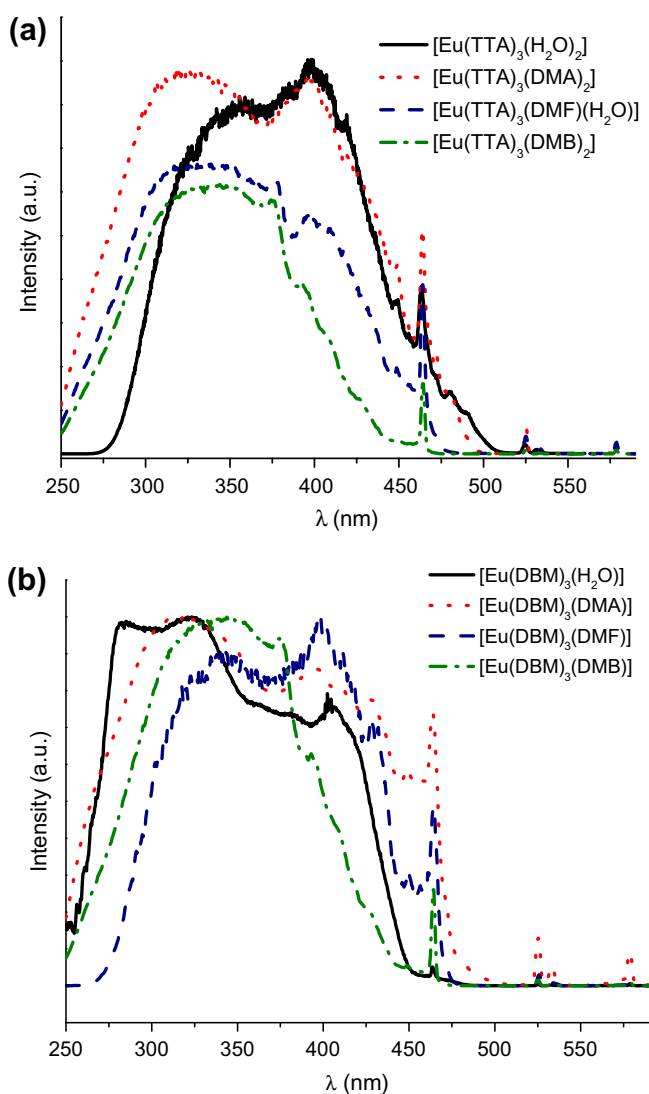 (a)
[Eu(TTA)₃(H₂O)₂]
[Eu(TTA)₃(DMA)₂]
[Eu(TTA)₃(DMF)(H₂O)]
[Eu(TTA)₃(DMB)₂]
Intensity (a.u.)
250 300 350 400 450 500 550
λ (nm)
(b)
[Eu(DBM)₃(H₂O)]
[Eu(DBM)₃(DMA)]
[Eu(DBM)₃(DMF)]
[Eu(DBM)₃(DMB)]
Intensity (a.u.)
250 300 350 400 450 500 550
λ (nm)